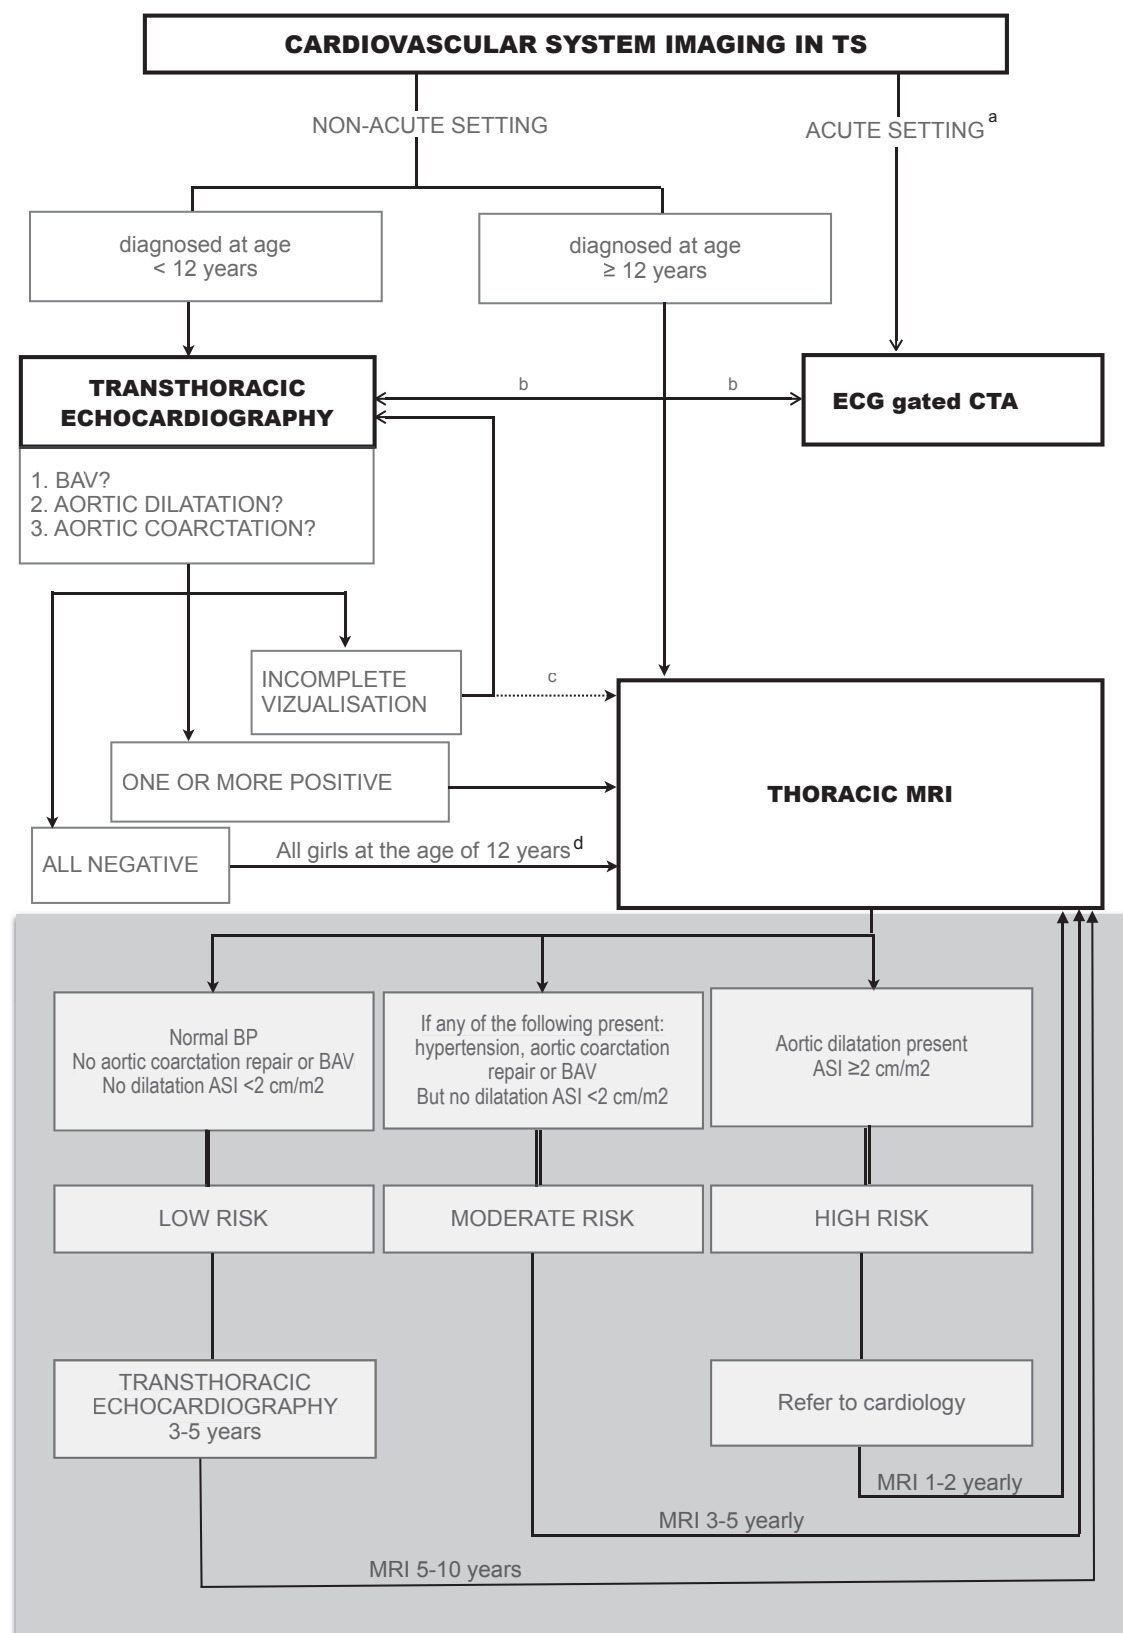 CARDIOVASCULAR SYSTEM IMAGING IN TS
NON-ACUTE SETTING
ACUTE SETTING a
diagnosed at age
< 12 years
diagnosed at age
≥ 12 years
TRANSTHORACIC
ECHOCARDIOGRAPHY
b
b
ECG gated CTA
1. BAV?
2. AORTIC DILATATION?
3. AORTIC COARCTATION?
INCOMPLETE
VIZUALISATION
c
ONE OR MORE POSITIVE
THORACIC MRI
ALL NEGATIVE
All girls at the age of 12 years d
Normal BP
No aortic coarctation repair or BAV
No dilatation ASI <2 cm/m2
If any of the following present:
hypertension, aortic coarctation
repair or BAV
But no dilatation ASI <2 cm/m2
Aortic dilatation present
ASI ≥2 cm/m2
LOW RISK
MODERATE RISK
HIGH RISK
TRANSTHORACIC
ECHOCARDIOGRAPHY
3-5 years
Refer to cardiology
MRI 1-2 yearly
MRI 3-5 yearly
MRI 5-10 years